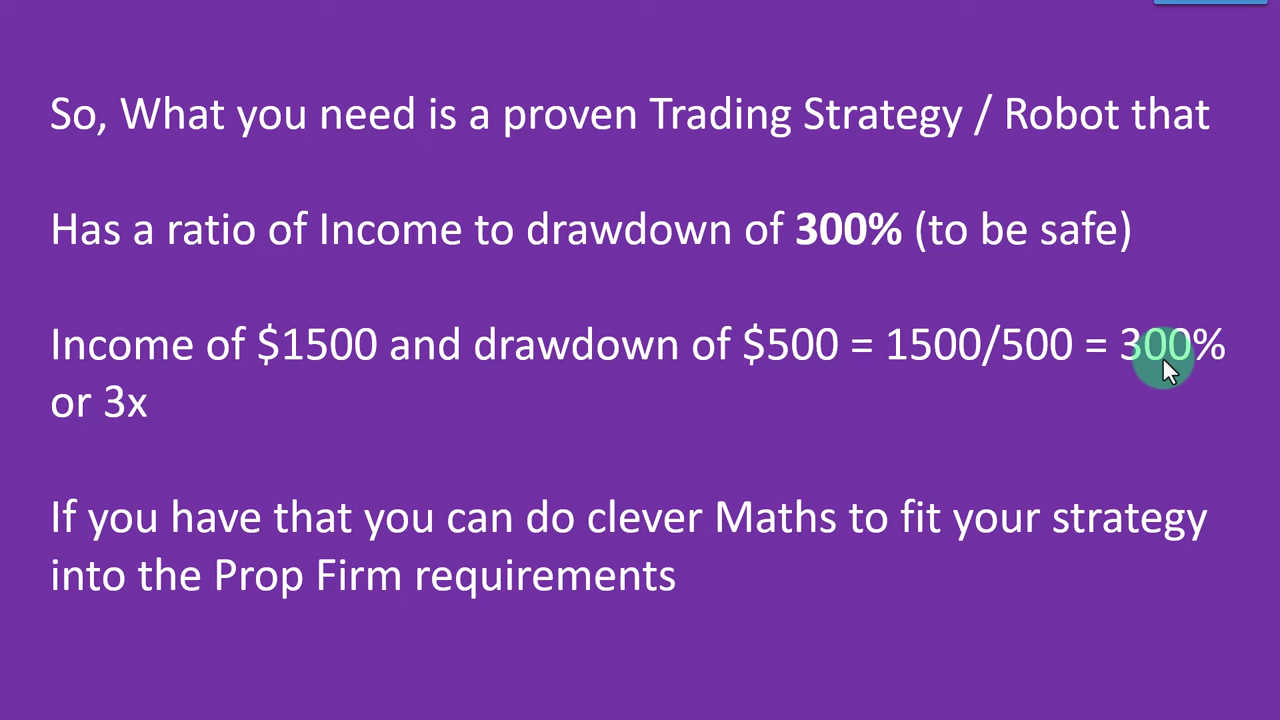 So, What you need is a proven Trading Strategy / Robot that
Has a ratio of Income to drawdown of 300% (to be safe)
Income of $1500 and drawdown of $500 = 1500/500 = 300%
or 3x
If you have that you can do clever Maths to fit your strategy
into the Prop Firm requirements